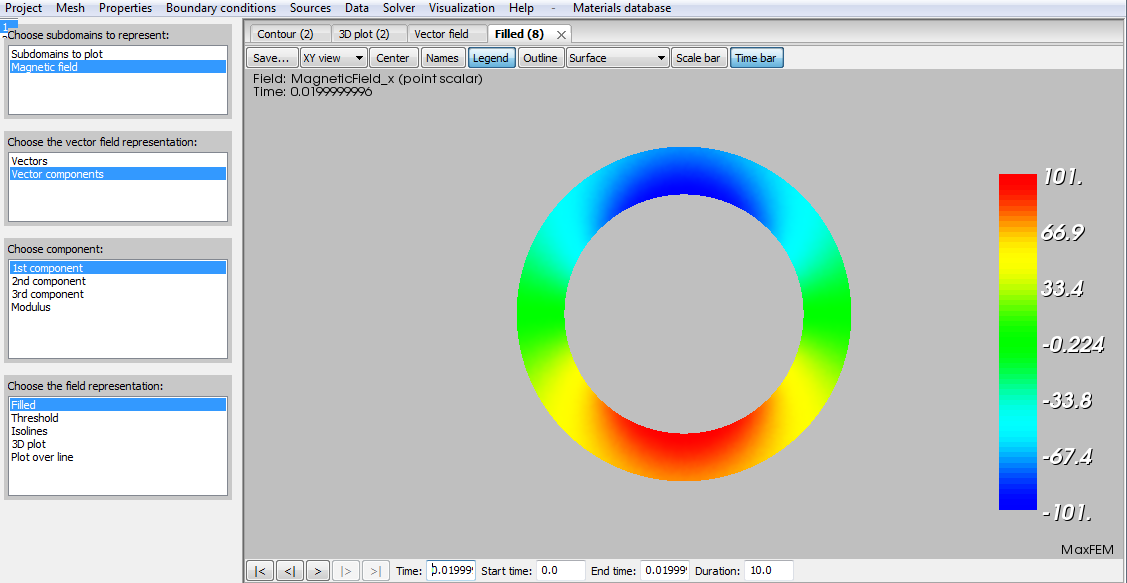 Project Mesh Properties Boundary conditions Sources Data Solver Visualization Help - Materials database
1
Choose subdomains to represent:
Subdomains to plot
Magnetic field
Choose the vector field representation:
Vectors
Vector components
Choose component:
1st component
2nd component
3rd component
Modulus
Choose the field representation:
Filled
Threshold
Isolines
3D plot
Plot over line
Contour (2) 3D plot (2) Vector field Filled (8)
Save... XY view Center Names Legend Outline Surface Scale bar Time bar
Field: MagneticField_x (point scalar)
Time: 0.0199999996
101.
66.9
33.4
-0.224
-33.8
-67.4
-101.
MaxFEM
|< <| > |> >| Time: 0.01999 Start time: 0.0 End time: 0.01999 Duration: 10.0